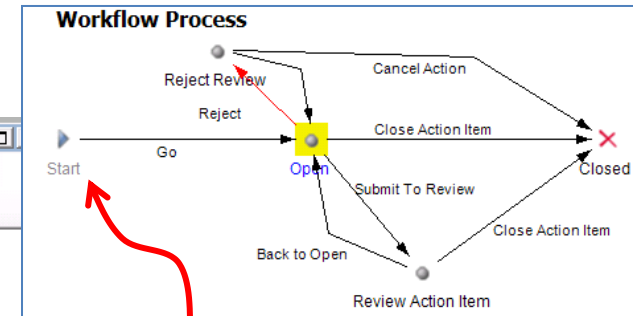 Workflow Process
Cancel Action
Reject Review
Reject
Close Action Item
Go
Start
Open
Closed
Submit To Review
Close Action Item
Back to Open
Review Action Item